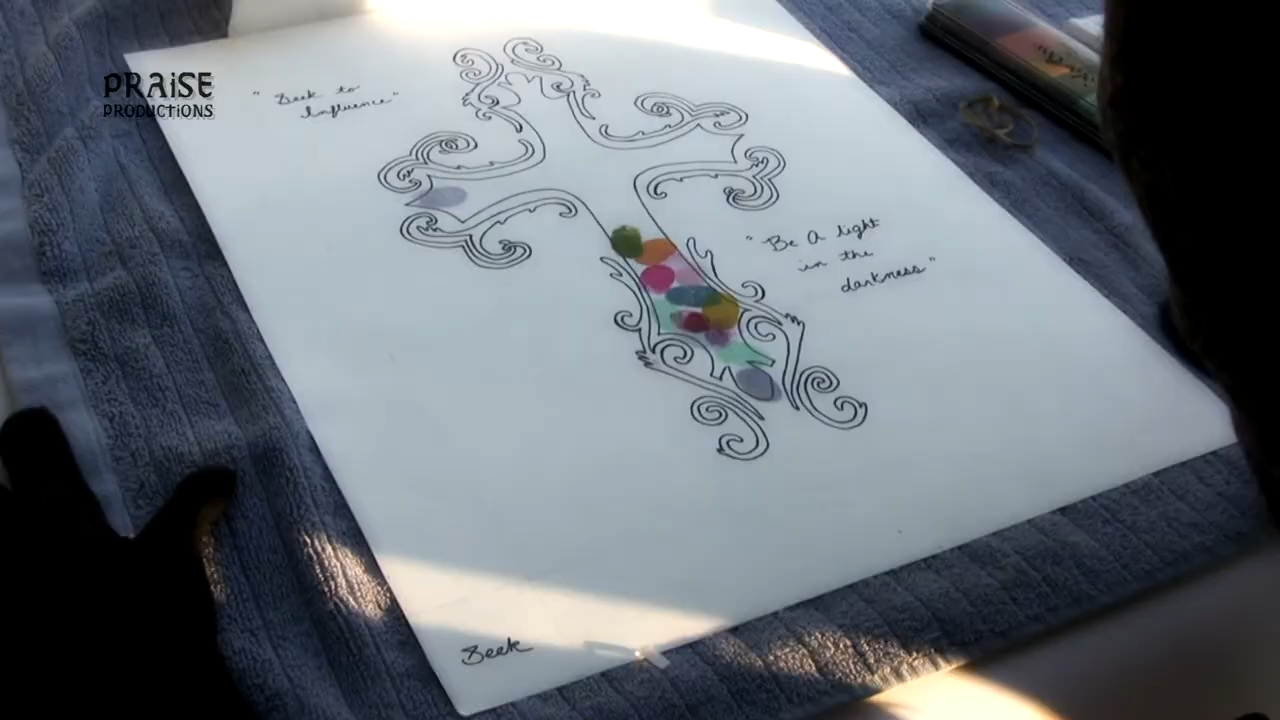 PRAISE
PRODUCTIONS
"Seek to
Influence"
"Be A light
in the
darkness"
Seek